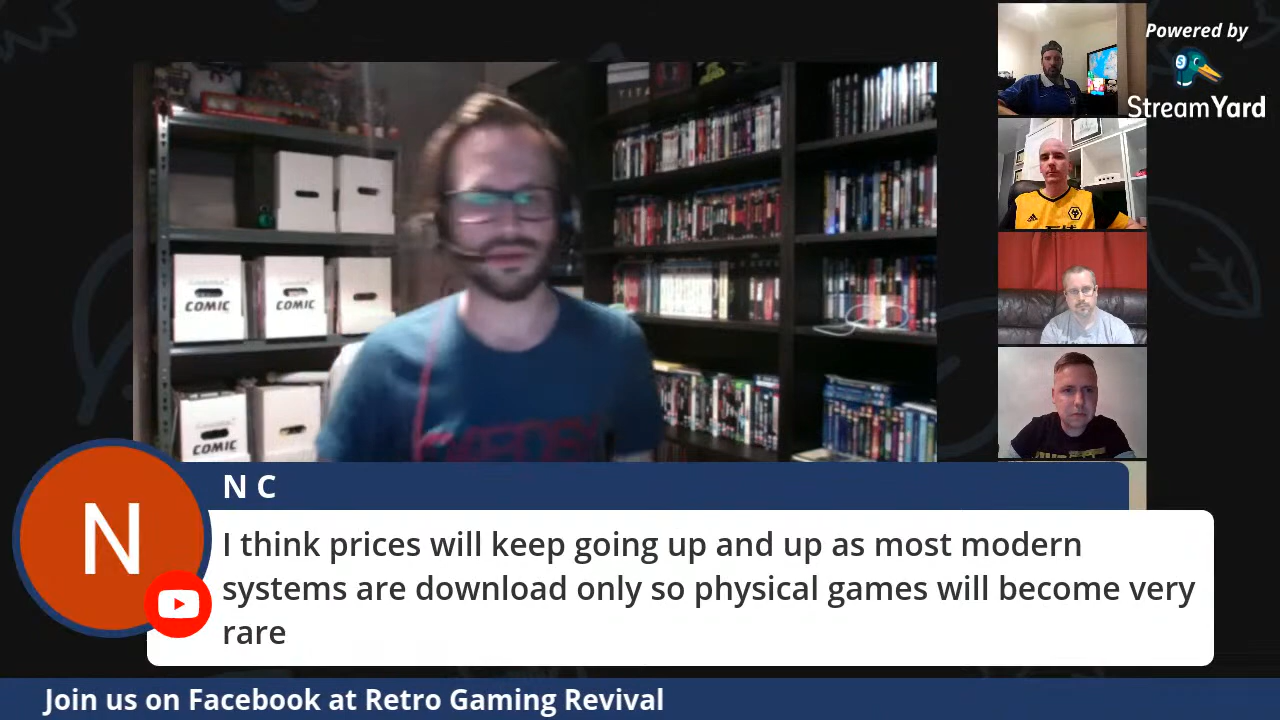 Powered by
StreamYard
COMIC
COMIC
COMIC
N C
N
I think prices will keep going up and up as most modern
systems are download only so physical games will become very
rare
Join us on Facebook at Retro Gaming Revival